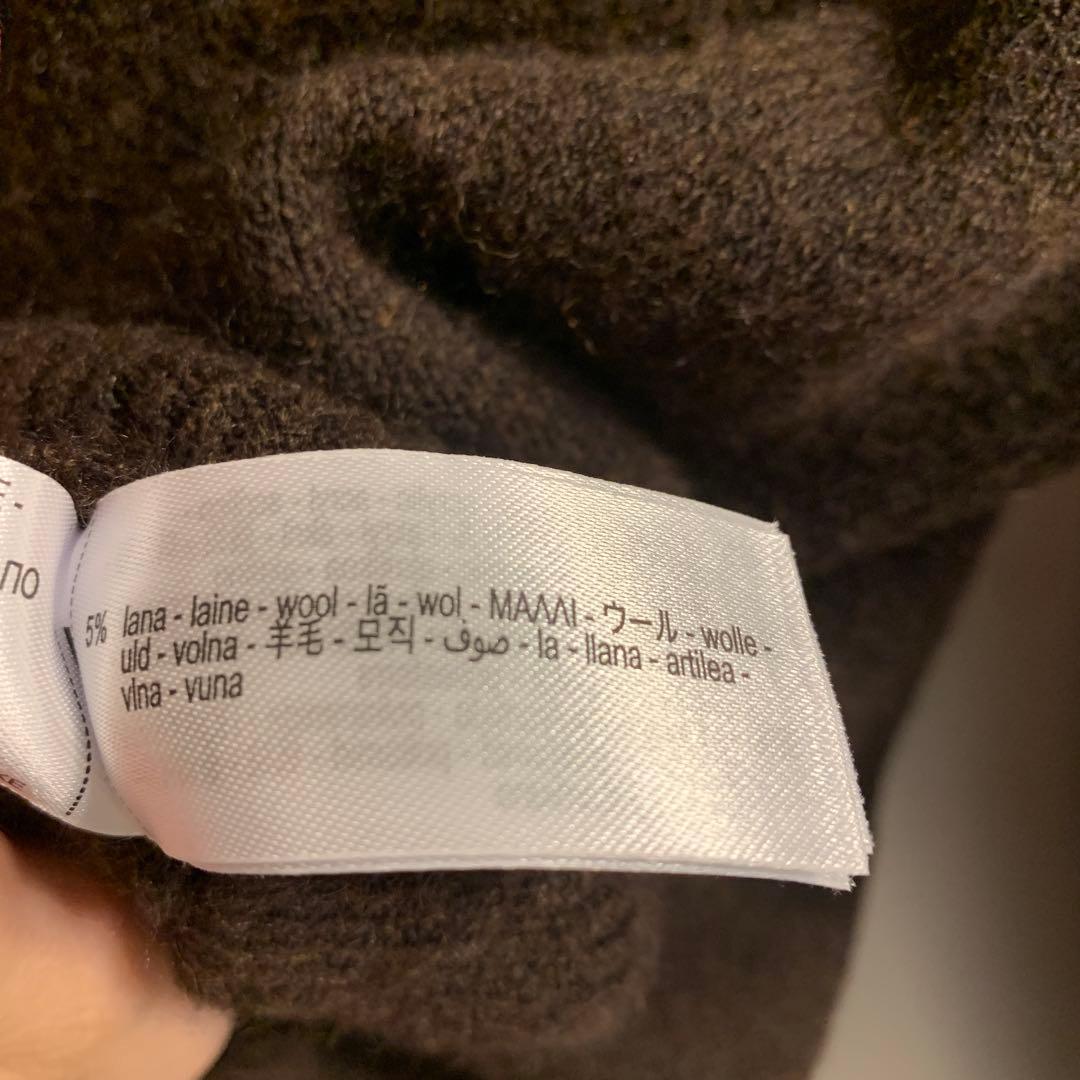 5% lana - laine - wool - lã - wol - ΜΑΛΛΙ - ウール - wolle -
uld - volna - 羊毛 - 모직 - صوف - la - llana - artilea -
vlna - vuna